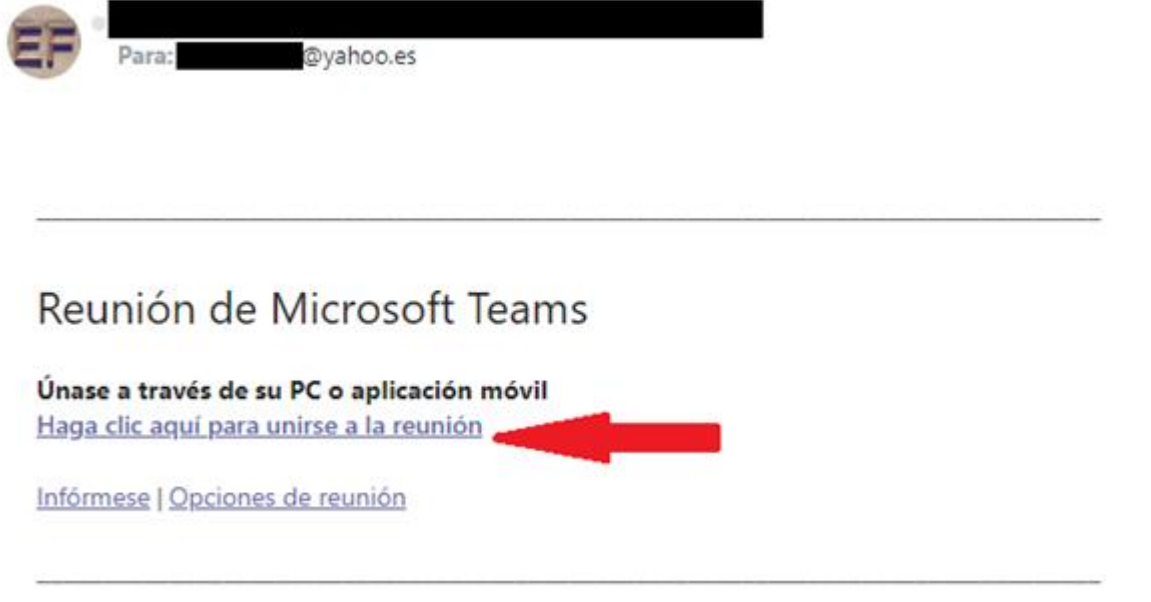 EF
Para: @yahoo.es
Reunión de Microsoft Teams
Únase a través de su PC o aplicación móvil
Haga clic aquí para unirse a la reunión
Infórmese | Opciones de reunión